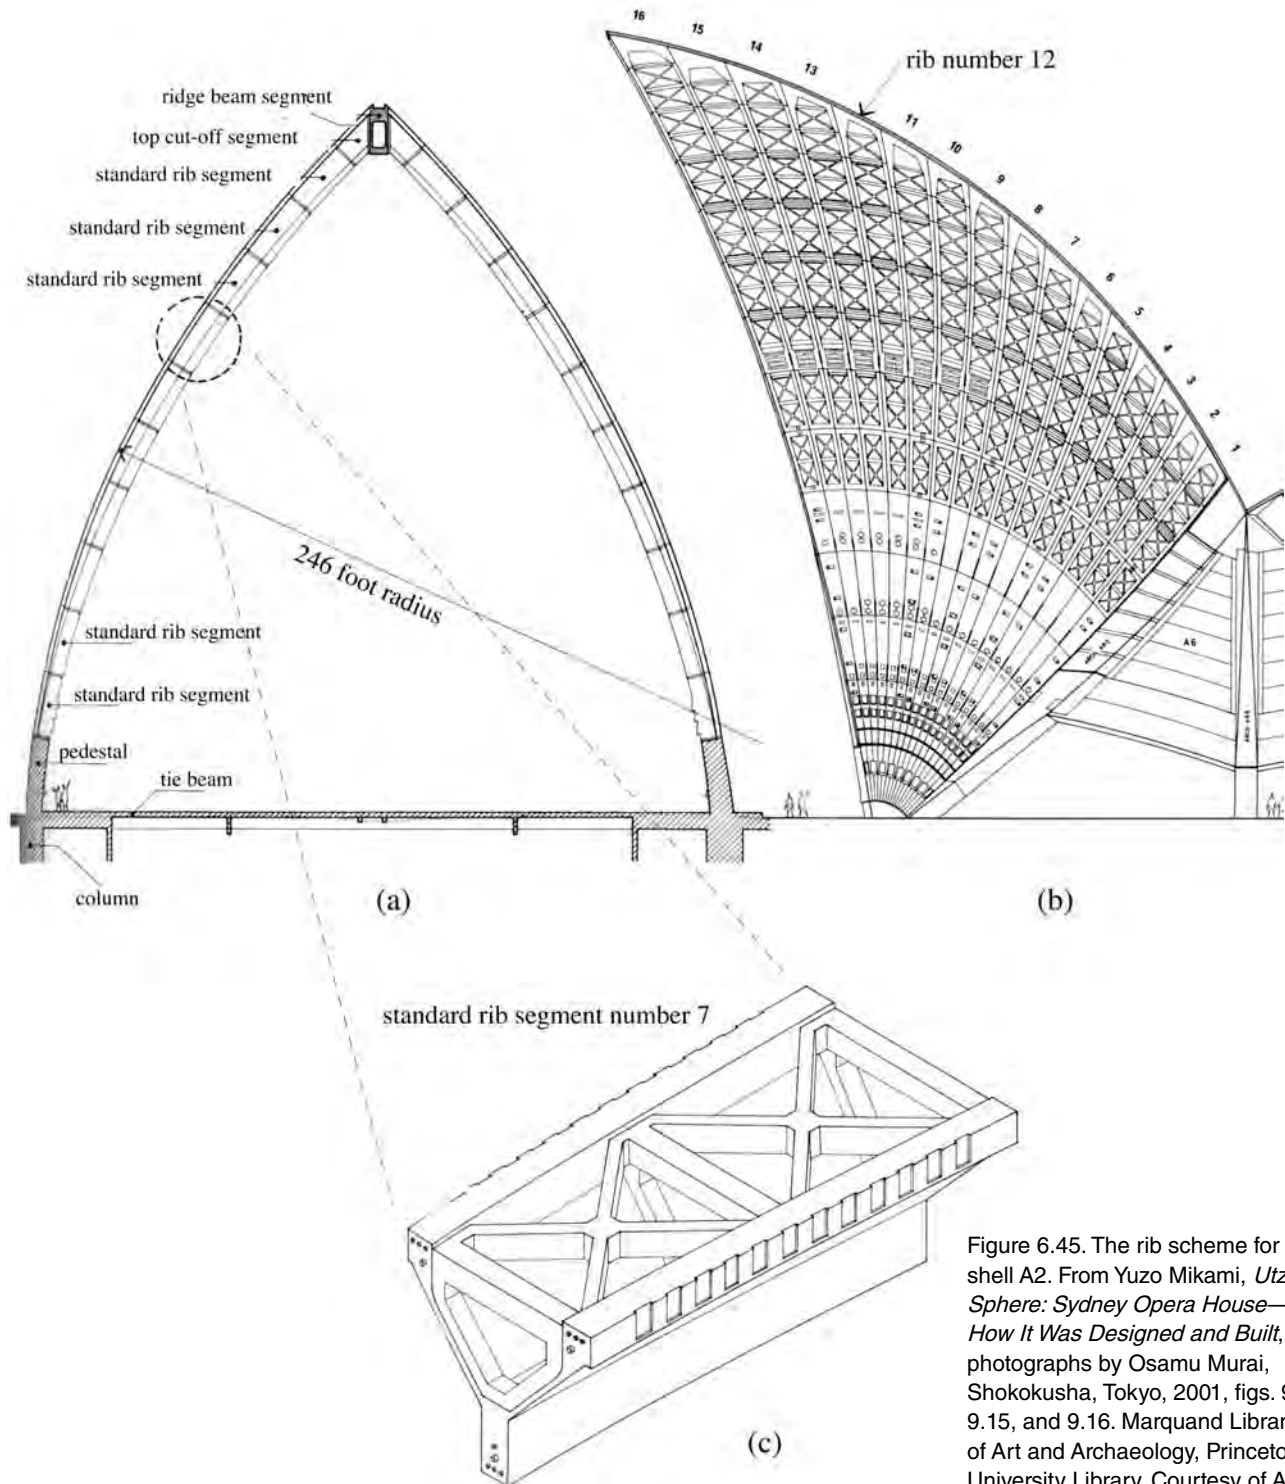 16
15
14
13
rib number 12
11
10
9
8
7
6
5
4
3
2
1
ridge beam segment
top cut-off segment
standard rib segment
standard rib segment
standard rib segment
246 foot radius
standard rib segment
standard rib segment
pedestal
tie beam
column
A6
(a)
(b)
standard rib segment number 7
(c)
Figure 6.45. The rib scheme for
shell A2. From Yuzo Mikami,
Sphere: Sydney Opera House—
How It Was Designed and Built,
photographs by Osamu Murai,
Shokokusha, Tokyo, 2001, figs.
9.15, and 9.16. Marquand
of Art and Archaeology,
University Library. Courtesy of